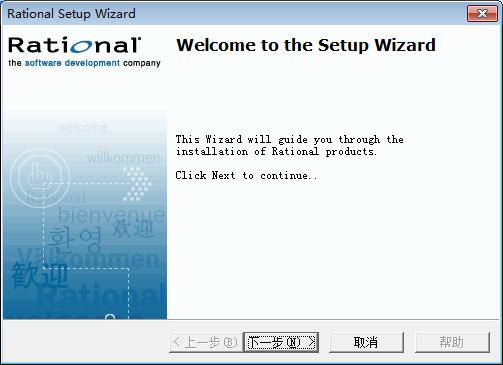 Rational Setup Wizard
Rational
the software development company
Welcome to the Setup Wizard
This Wizard will guide you through the
installation of Rational products.
Click Next to continue..
welcome
willkommen
Rational
bienvenue
환영 欢迎
Välkommen
歡迎
Rational
< 上一步(B) 下一步(N) > 取消 帮助